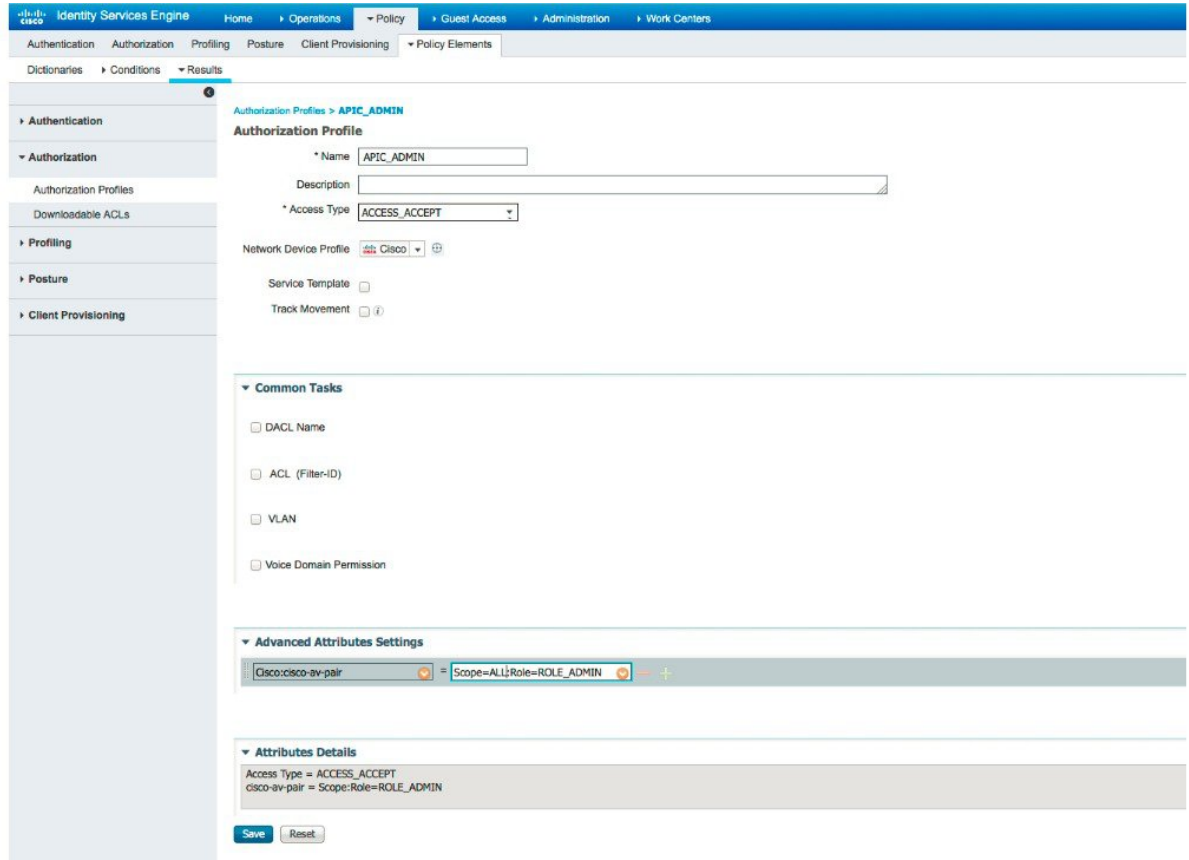 cisco Identity Services Engine Home Operations Policy Guest Access Administration Work Centers
Authentication Authorization Profiling Posture Client Provisioning Policy Elements
Dictionaries Conditions Results
Authentication
Authorization
Authorization Profiles
Downloadable ACLs
Profiling
Posture
Client Provisioning
Authorization Profiles > APIC_ADMIN
Authorization Profile
* Name APIC_ADMIN
Description
* Access Type ACCESS_ACCEPT
Network Device Profile Cisco
Service Template
Track Movement i
Common Tasks
DACL Name
ACL (Filter-ID)
VLAN
Voice Domain Permission
Advanced Attributes Settings
Cisco:cisco-av-pair = Scope=ALL:Role=ROLE_ADMIN
Attributes Details
Access Type = ACCESS_ACCEPT
cisco-av-pair = Scope:Role=ROLE_ADMIN
Save Reset